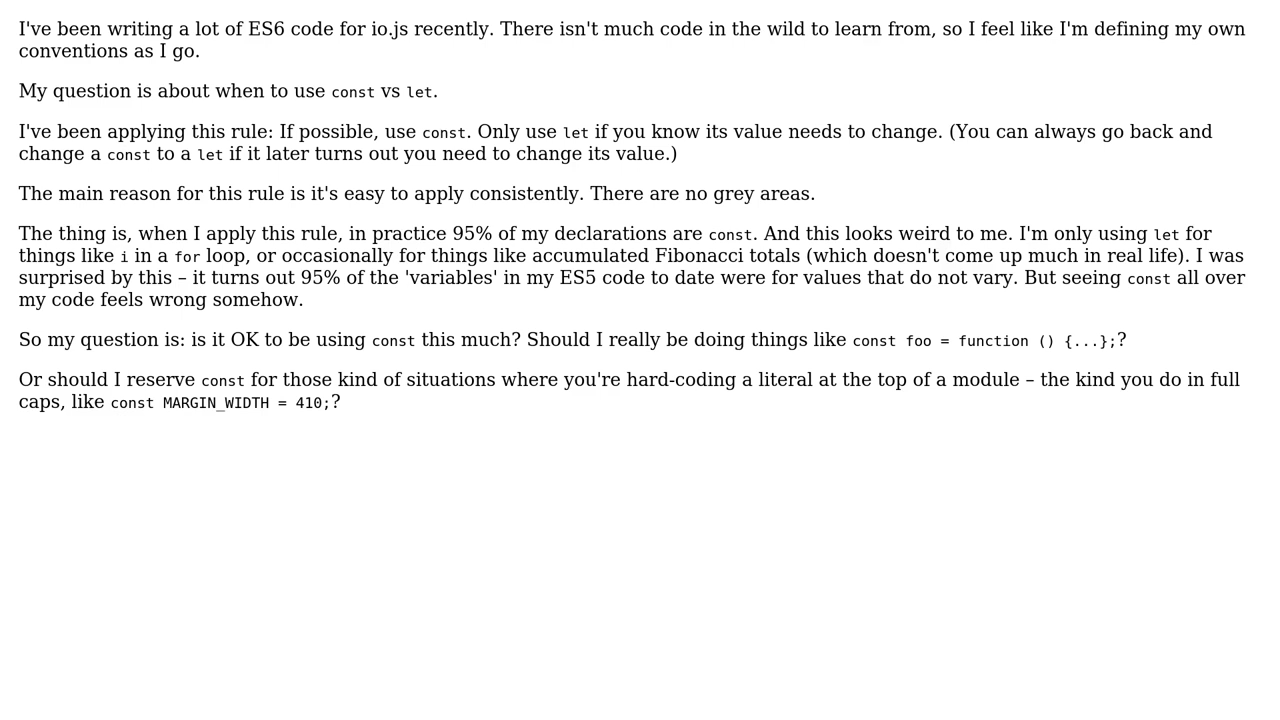 I've been writing a lot of ES6 code for io.js recently. There isn't much code in the wild to learn from, so I feel like I'm defining my own
conventions as I go.
My question is about when to use const vs let.
I've been applying this rule: If possible, use const. Only use let if you know its value needs to change. (You can always go back and
change a const to a let if it later turns out you need to change its value.)
The main reason for this rule is it's easy to apply consistently. There are no grey areas.
The thing is, when I apply this rule, in practice 95% of my declarations are const. And this looks weird to me. I'm only using let for
things like i in a for loop, or occasionally for things like accumulated Fibonacci totals (which doesn't come up much in real life). I was
surprised by this – it turns out 95% of the 'variables' in my ES5 code to date were for values that do not vary. But seeing const all over
my code feels wrong somehow.
So my question is: is it OK to be using const this much? Should I really be doing things like const foo = function () {...};?
Or should I reserve const for those kind of situations where you're hard-coding a literal at the top of a module – the kind you do in full
caps, like const MARGIN_WIDTH = 410;?